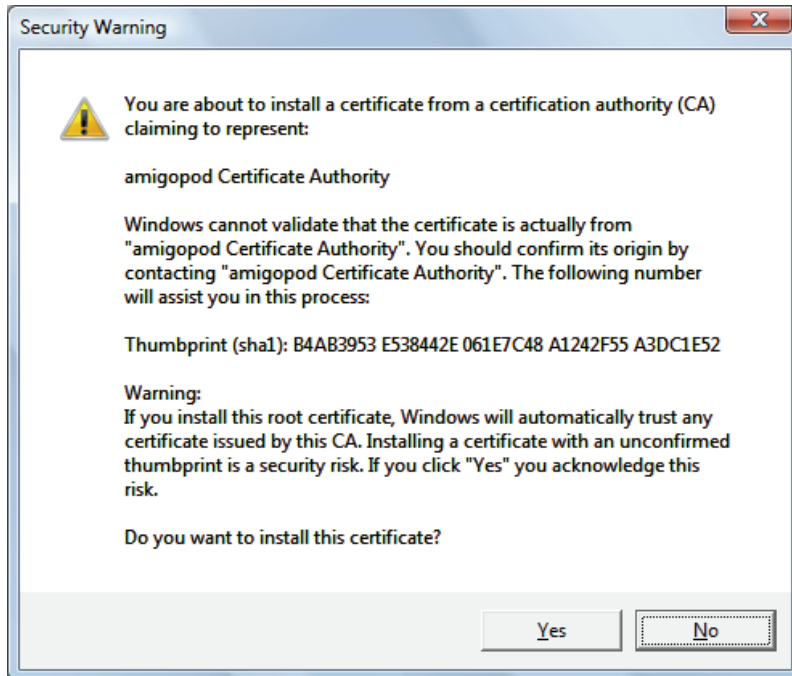 Security Warning
X
You are about to install a certificate from a certification authority (CA)
claiming to represent:
amigopod Certificate Authority
Windows cannot validate that the certificate is actually from
"amigopod Certificate Authority". You should confirm its origin by
contacting "amigopod Certificate Authority". The following number
will assist you in this process:
Thumbprint (sha1): B4AB3953 E538442E 061E7C48 A1242F55 A3DC1E52
Warning:
If you install this root certificate, Windows will automatically trust any
certificate issued by this CA. Installing a certificate with an unconfirmed
thumbprint is a security risk. If you click "Yes" you acknowledge this
risk.
Do you want to install this certificate?
Yes No